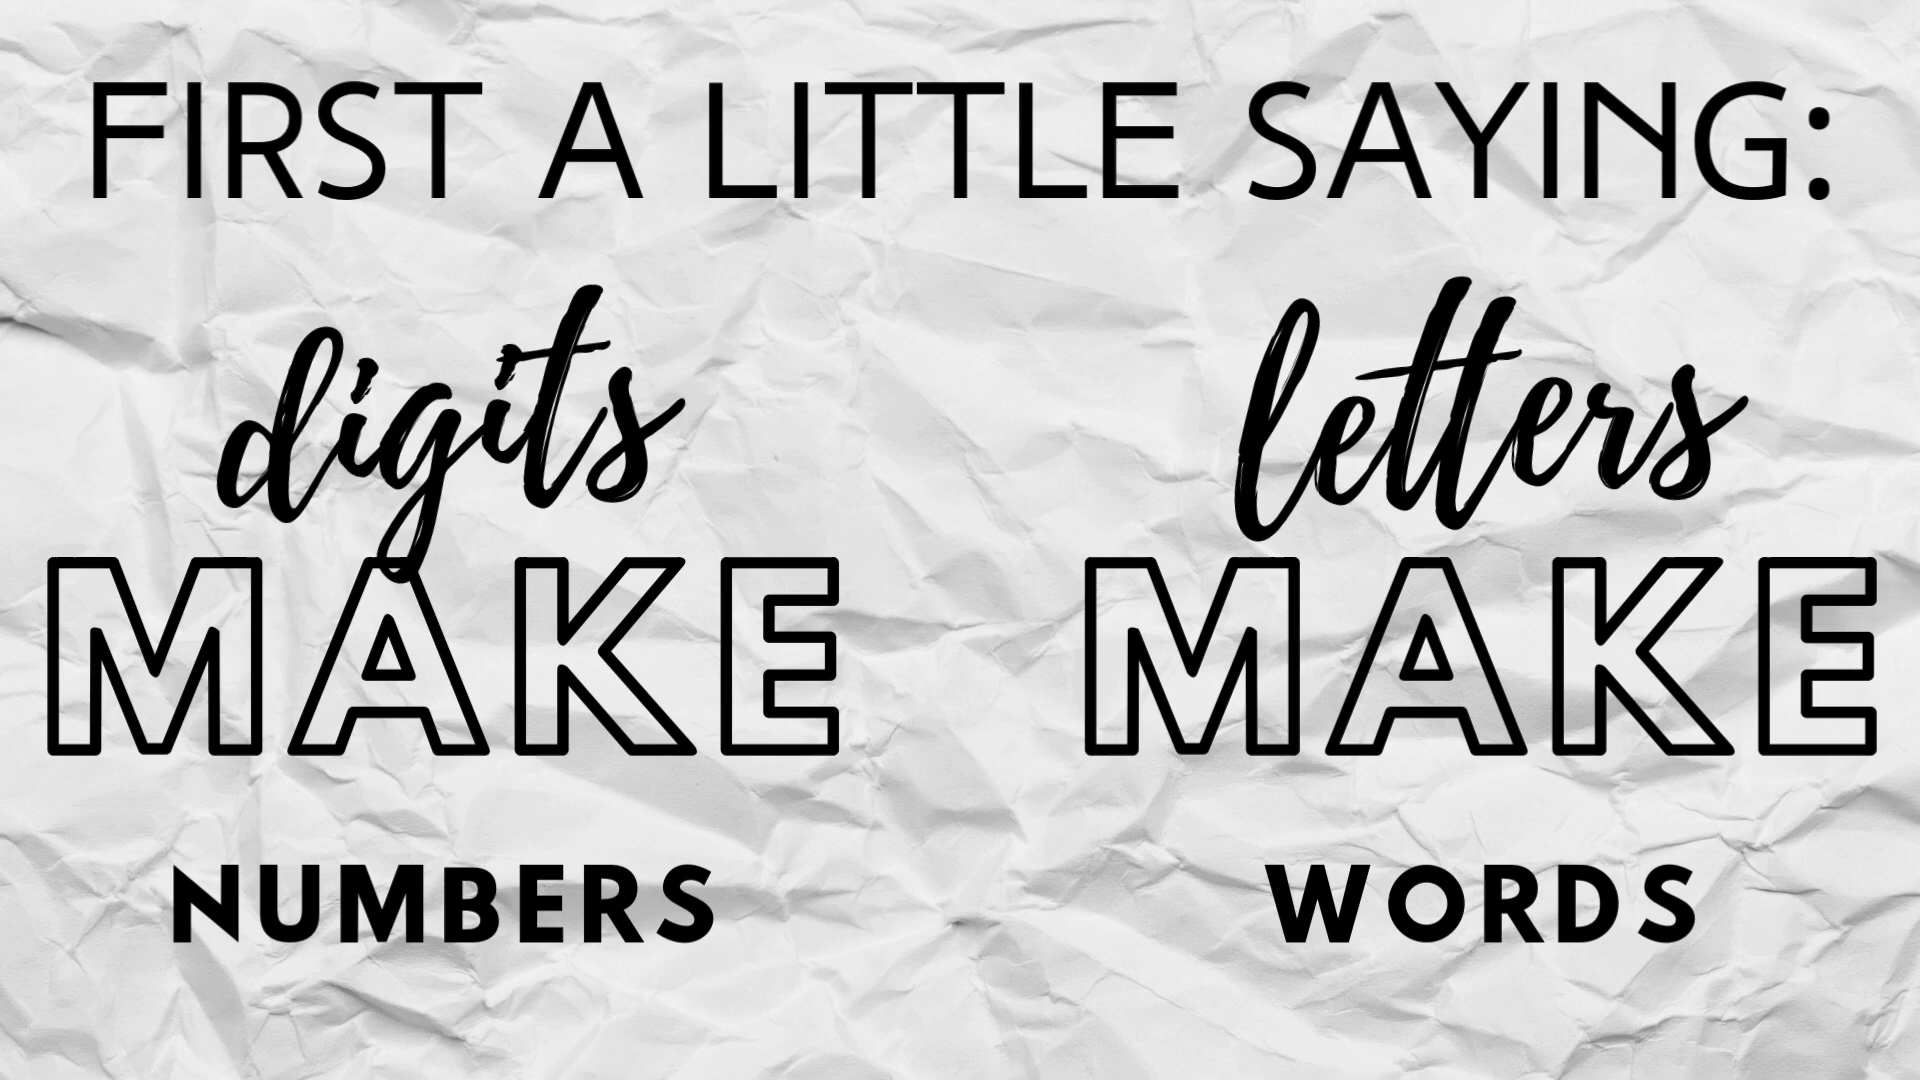 FIRST A LITTLE SAYING:
digits
MAKE
NUMBERS
letters
MAKE
WORDS